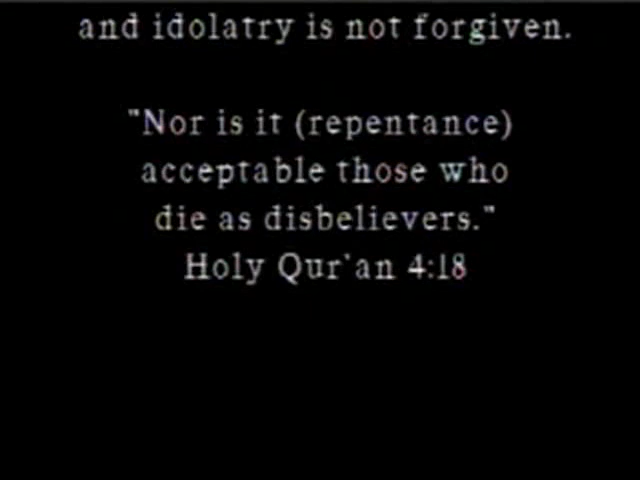 and idolatry is not forgiven.
"Nor is it (repentance)
acceptable those who
die as disbelievers."
Holy Qur'an 4:18